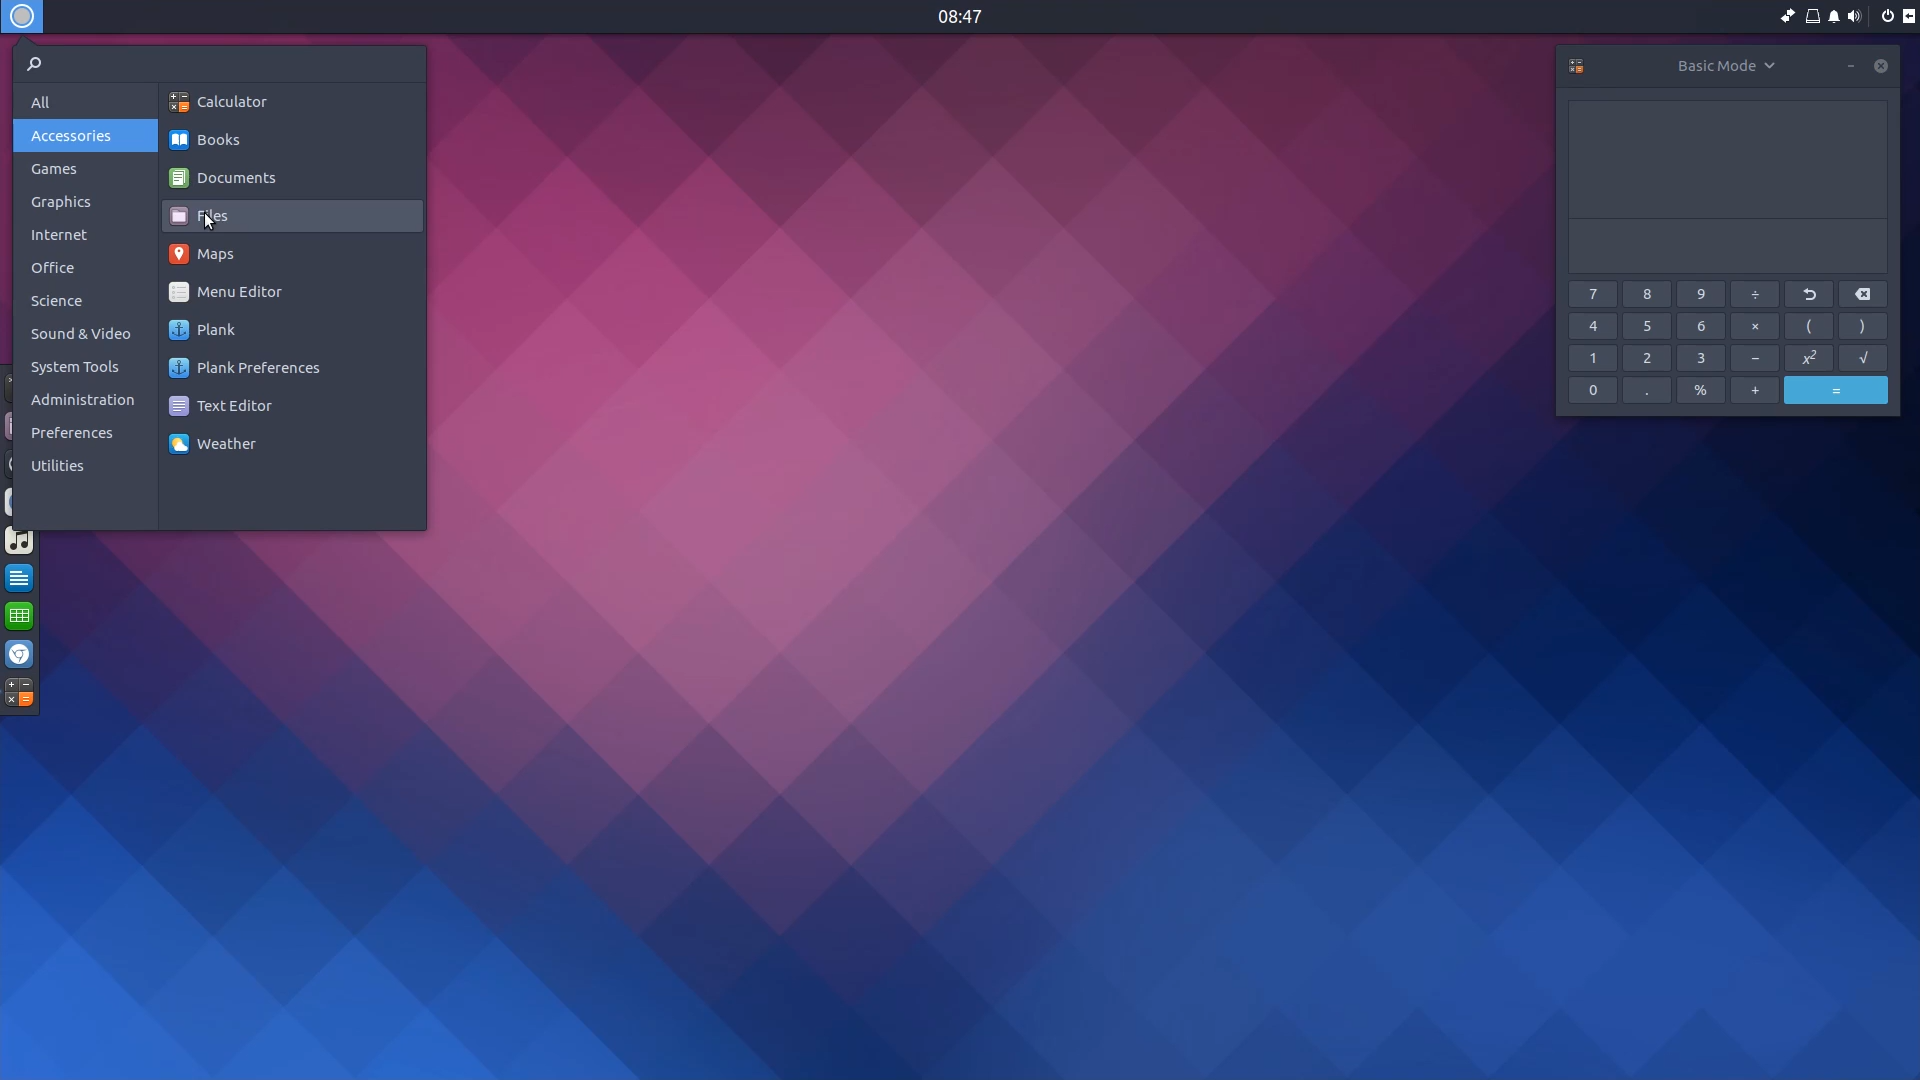 08:47
All
Accessories
Games
Graphics
Internet
Office
Science
Sound & Video
System Tools
Administration
Preferences
Utilities
Calculator
Books
Documents
Files
Maps
Menu Editor
Plank
Plank Preferences
Text Editor
Weather
Basic Mode
7 8 9 ÷
4 5 6 × ( )
1 2 3 − x² √
0 . % + =